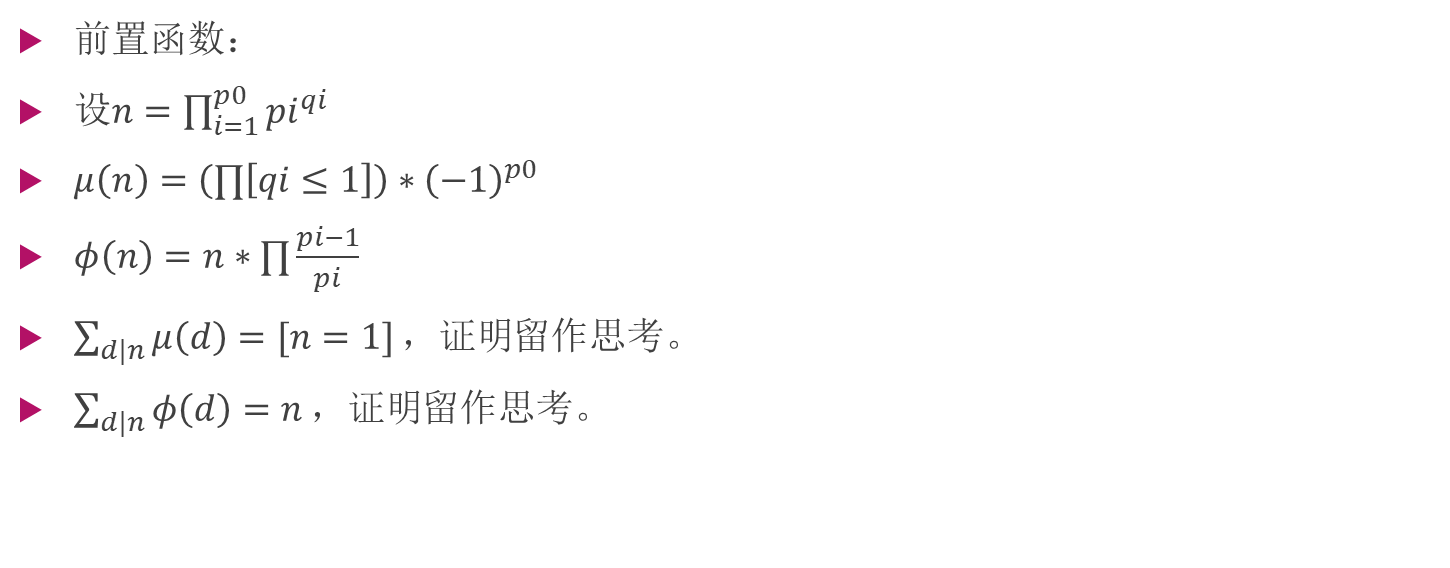 前置函数：
设n = ∏_{i=1}^{p0} pi^{qi}
μ(n) = (∏[qi ≤ 1]) * (−1)^{p0}
ϕ(n) = n * ∏ \frac{pi−1}{pi}
∑_{d|n} μ(d) = [n = 1] ，证明留作思考。
∑_{d|n} ϕ(d) = n ，证明留作思考。